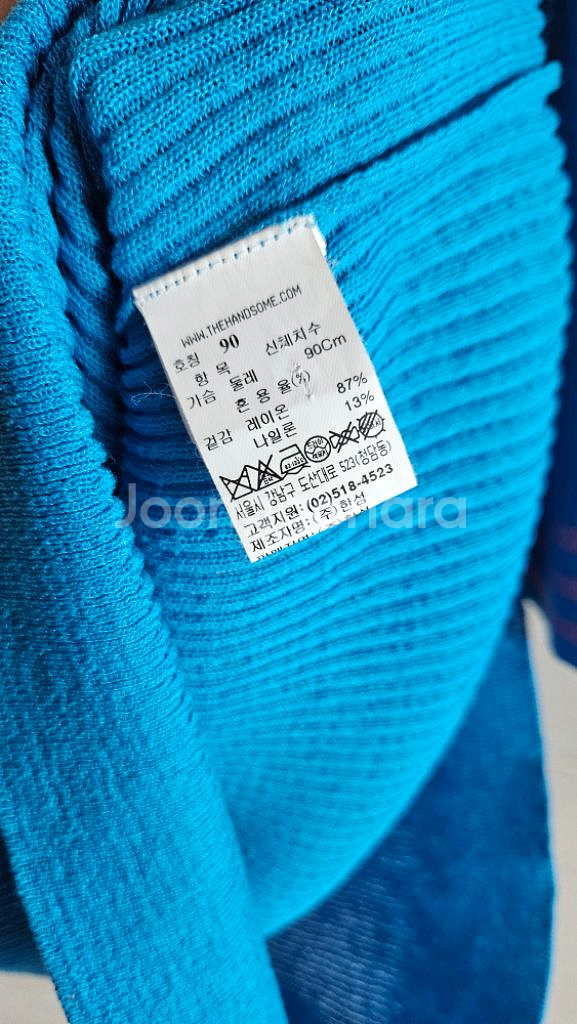 WWW.THEHANDSOME.COM
호칭 90
항 목 신체치수
가슴 둘레 90Cm
혼 용 율(%)
겉감 레이온 87%
나일론 13%
서울시 강남구 도산대로 523(청담동)
고객지원: (02)518-4523
제조자명: (주)한섬